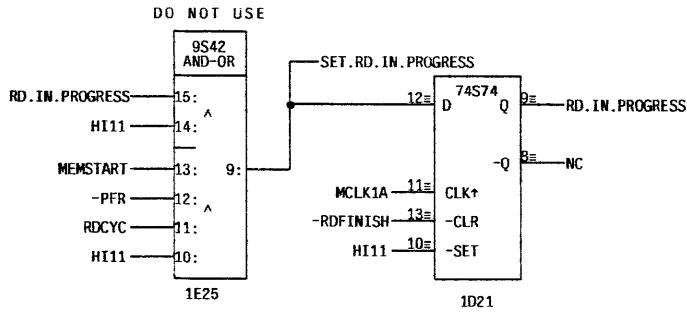 DO NOT USE
9S42
AND-OR
SET.RD.IN.PROGRESS
RD.IN.PROGRESS 15:
^
HI11 14:
MEMSTART 13: 9:
-PFR 12:
^
RDCYC 11:
HI11 10:
1E25
74S74
12≡ D Q 9≡ RD.IN.PROGRESS
-Q 8≡ NC
MCLK1A 11≡ CLK↑
-RDFINISH 13≡ -CLR
HI11 10≡ -SET
1D21